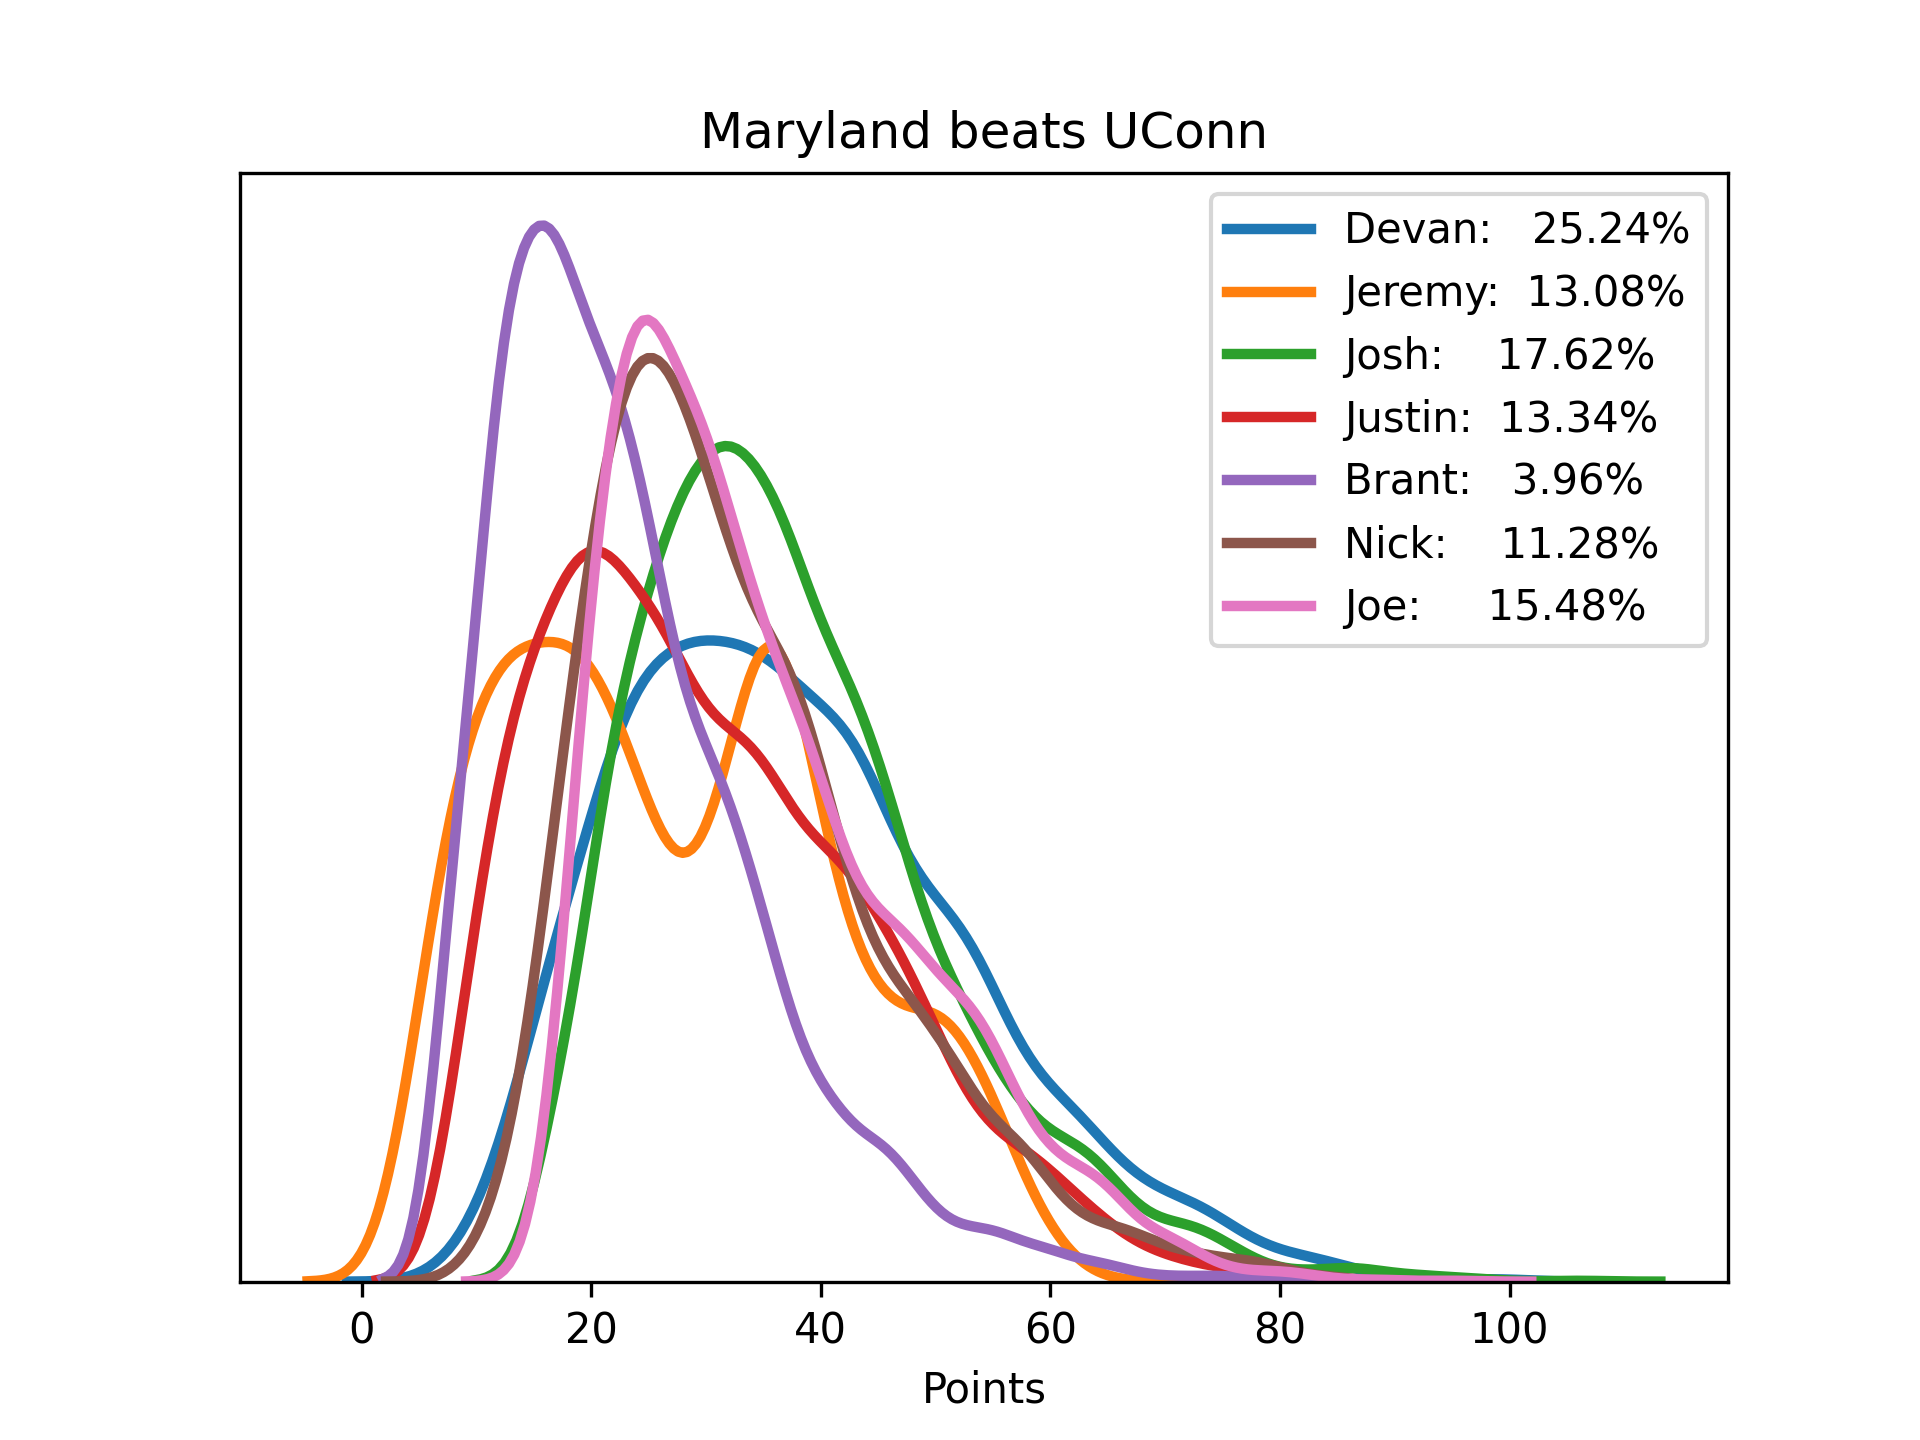 Maryland beats UConn
Devan: 25.24%
Jeremy: 13.08%
Josh: 17.62%
Justin: 13.34%
Brant: 3.96%
Nick: 11.28%
Joe: 15.48%
0 20 40 60 80 100
Points